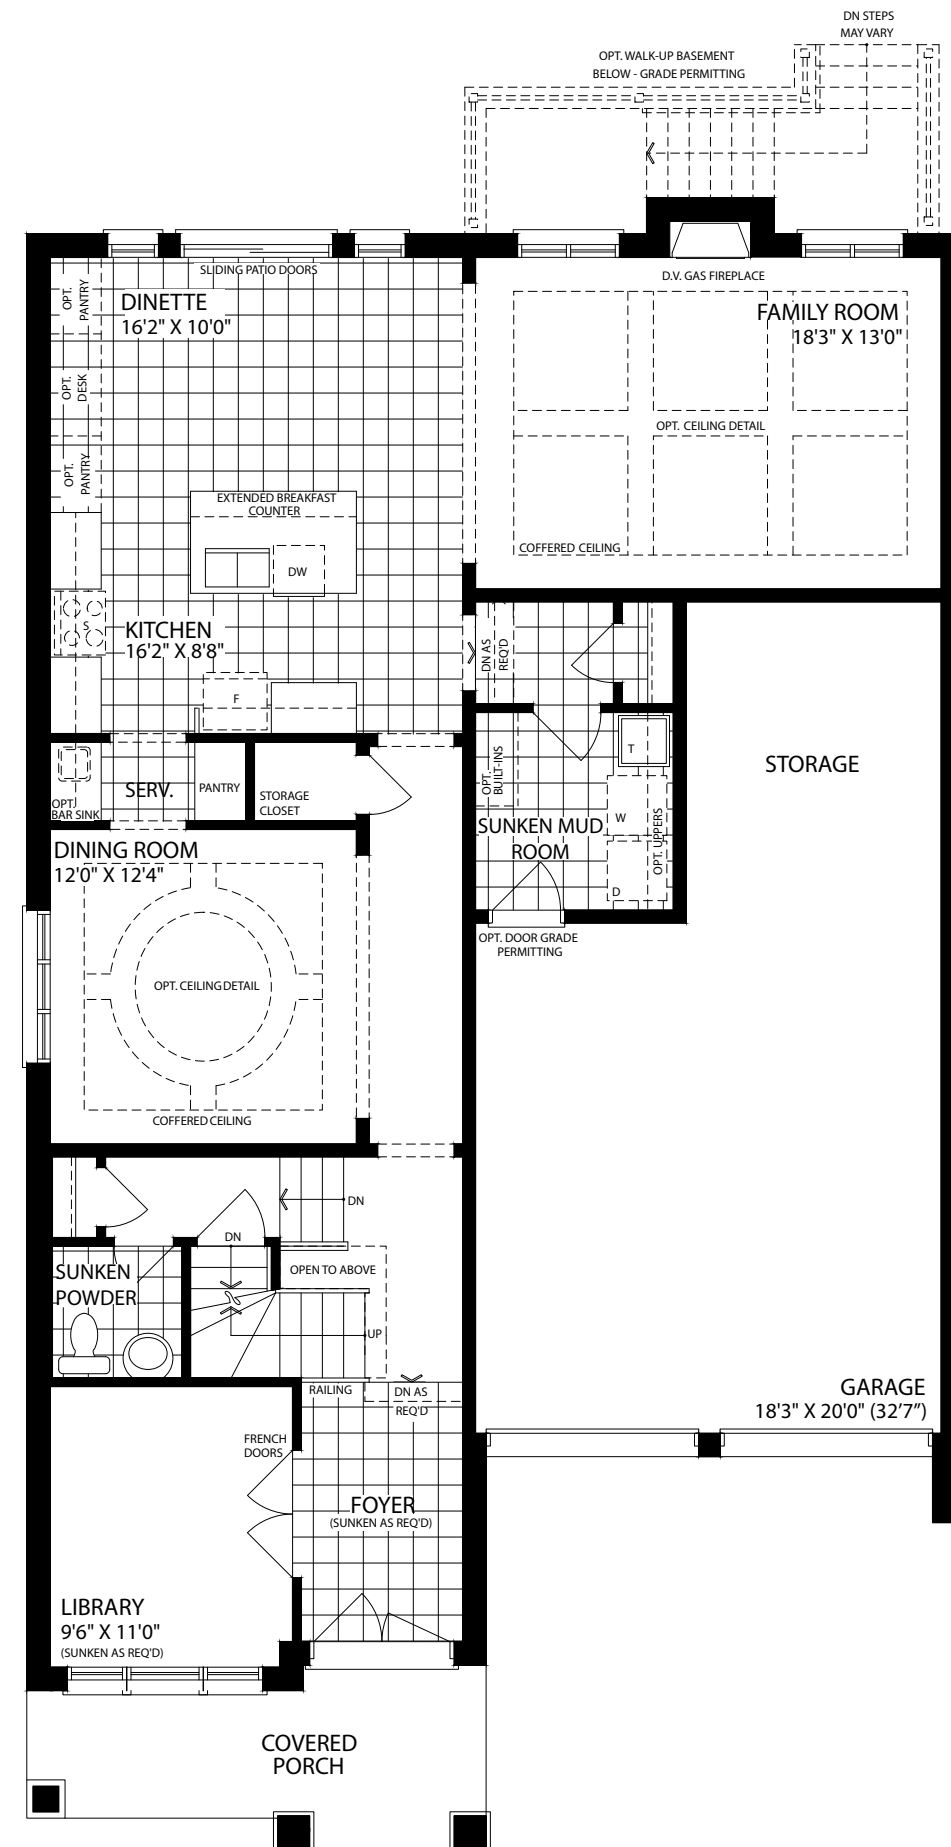 DN STEPS
MAY VARY
OPT. WALK-UP BASEMENT
BELOW - GRADE PERMITTING
SLIDING PATIO DOORS
D.V. GAS FIREPLACE
OPT.
PANTRY
DINETTE
16'2" X 10'0"
FAMILY ROOM
18'3" X 13'0"
OPT.
DESK
OPT. CEILING DETAIL
OPT.
PANTRY
EXTENDED BREAKFAST
COUNTER
COFFERED CEILING
DW
S
KITCHEN
16'2" X 8'8"
DN AS
REQ'D
F
OPT.
BAR SINK
SERV.
PANTRY
STORAGE
CLOSET
OPT.
BUILT-INS
T
STORAGE
W
SUNKEN MUD
ROOM
OPT. UPPERS
D
OPT. DOOR GRADE
PERMITTING
DINING ROOM
12'0" X 12'4"
OPT. CEILING DETAIL
COFFERED CEILING
DN
DN
SUNKEN
POWDER
OPEN TO ABOVE
UP
RAILING
DN AS
REQ'D
GARAGE
18'3" X 20'0" (32'7")
FRENCH
DOORS
FOYER
(SUNKEN AS REQ'D)
LIBRARY
9'6" X 11'0"
(SUNKEN AS REQ'D)
COVERED
PORCH